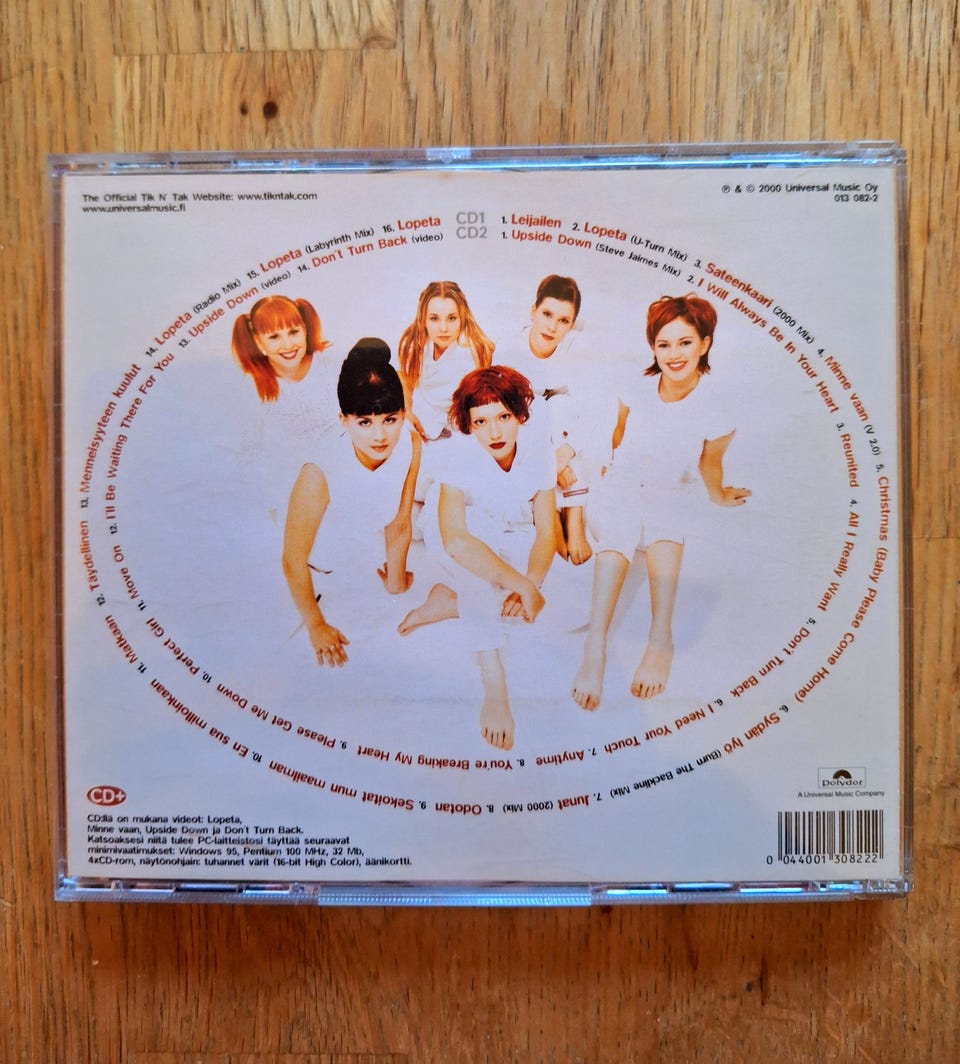 The Official Tik N' Tak Website: www.tikntak.com
www.universalmusic.fi
℗ & © 2000 Universal Music Oy
013 082-2
CD1 1. Leijailen 2. Lopeta (U-Turn Mix) 3. Sateenkaari (2000 Mix) 4. Minne vaan (V 2.0) 5. Christmas (Baby Please Come Home) 6. Sydän lyö (Burn The Backline Mix) 7. Junat (2000 Mix) 8. Odotan 9. Sekoitat mun maailman 10. En sua milloinkaan 11. Matkaan 12. Täydellinen 13. Menneisyyteen kuulut 14. Lopeta (Radio Mix) 15. Lopeta (Labyrinth Mix) 16. Lopeta
CD2 1. Upside Down (Steve Jaimes Mix) 2. I Will Always Be In Your Heart 3. Reunited 4. All I Really Want 5. Don't Turn Back 6. I Need Your Touch 7. Anytime 8. You're Breaking My Heart 9. Please Get Me Down 10. Perfect Girl 11. Move On 12. I'll Be Waiting There For You 13. Upside Down (video) 14. Don't Turn Back (video)
CD+
CD:llä on mukana videot: Lopeta,
Minne vaan, Upside Down ja Don't Turn Back.
Katsoaksesi niitä tulee PC-laitteistosi täyttää seuraavat
minimivaatimukset: Windows 95, Pentium 100 MHz, 32 Mb,
4xCD-rom, näytönohjain: tuhannet värit (16-bit High Color), äänikortti.
Polydor
A Universal Music Company
0 044001 308222